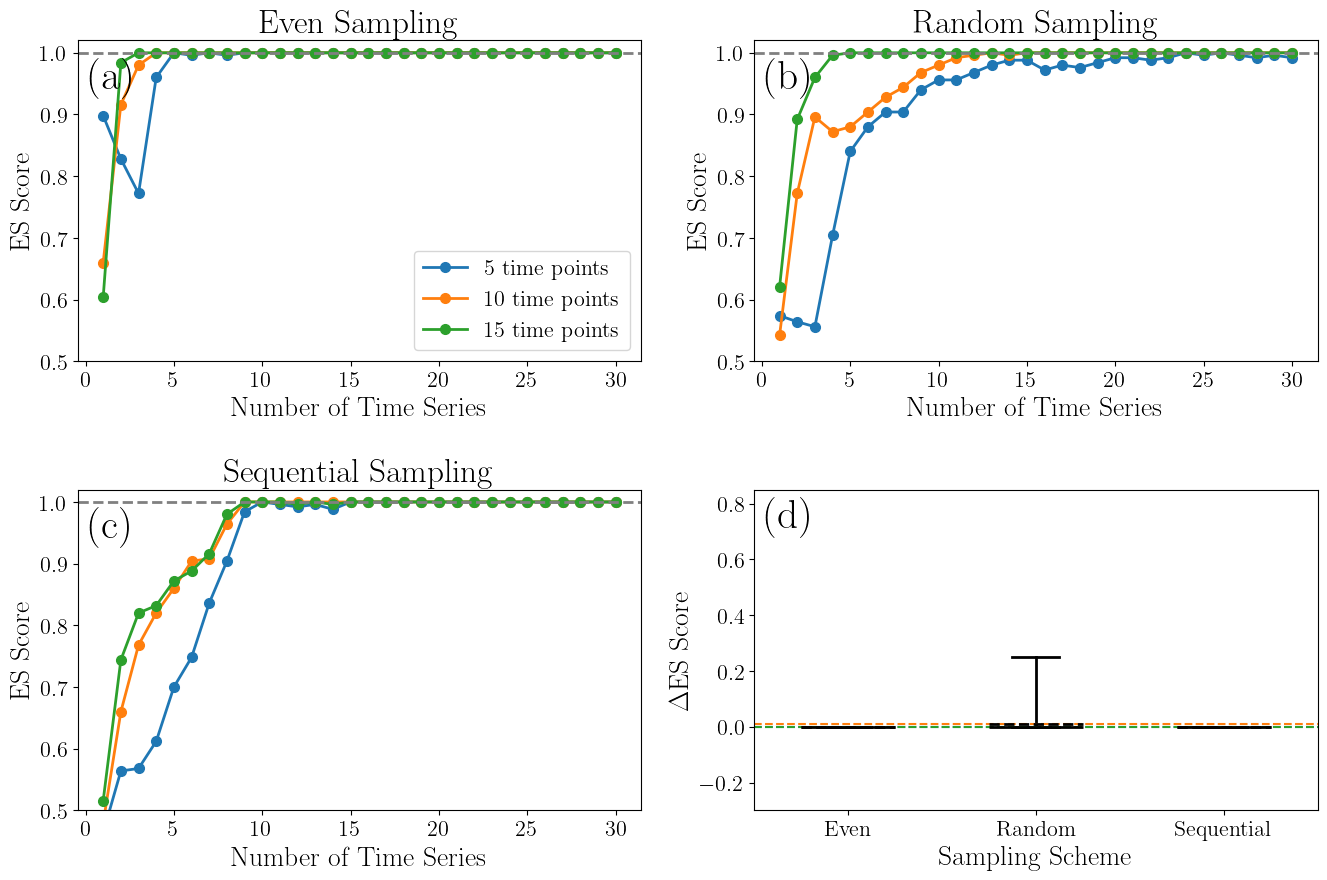 Even Sampling
(a)
ES Score
1.0
0.9
0.8
0.7
0.6
0.5
0 5 10 15 20 25 30
Number of Time Series
5 time points
10 time points
15 time points
Random Sampling
(b)
ES Score
1.0
0.9
0.8
0.7
0.6
0.5
0 5 10 15 20 25 30
Number of Time Series
Sequential Sampling
(c)
ES Score
1.0
0.9
0.8
0.7
0.6
0.5
0 5 10 15 20 25 30
Number of Time Series
(d)
ΔES Score
0.8
0.6
0.4
0.2
0.0
−0.2
Even Random Sequential
Sampling Scheme